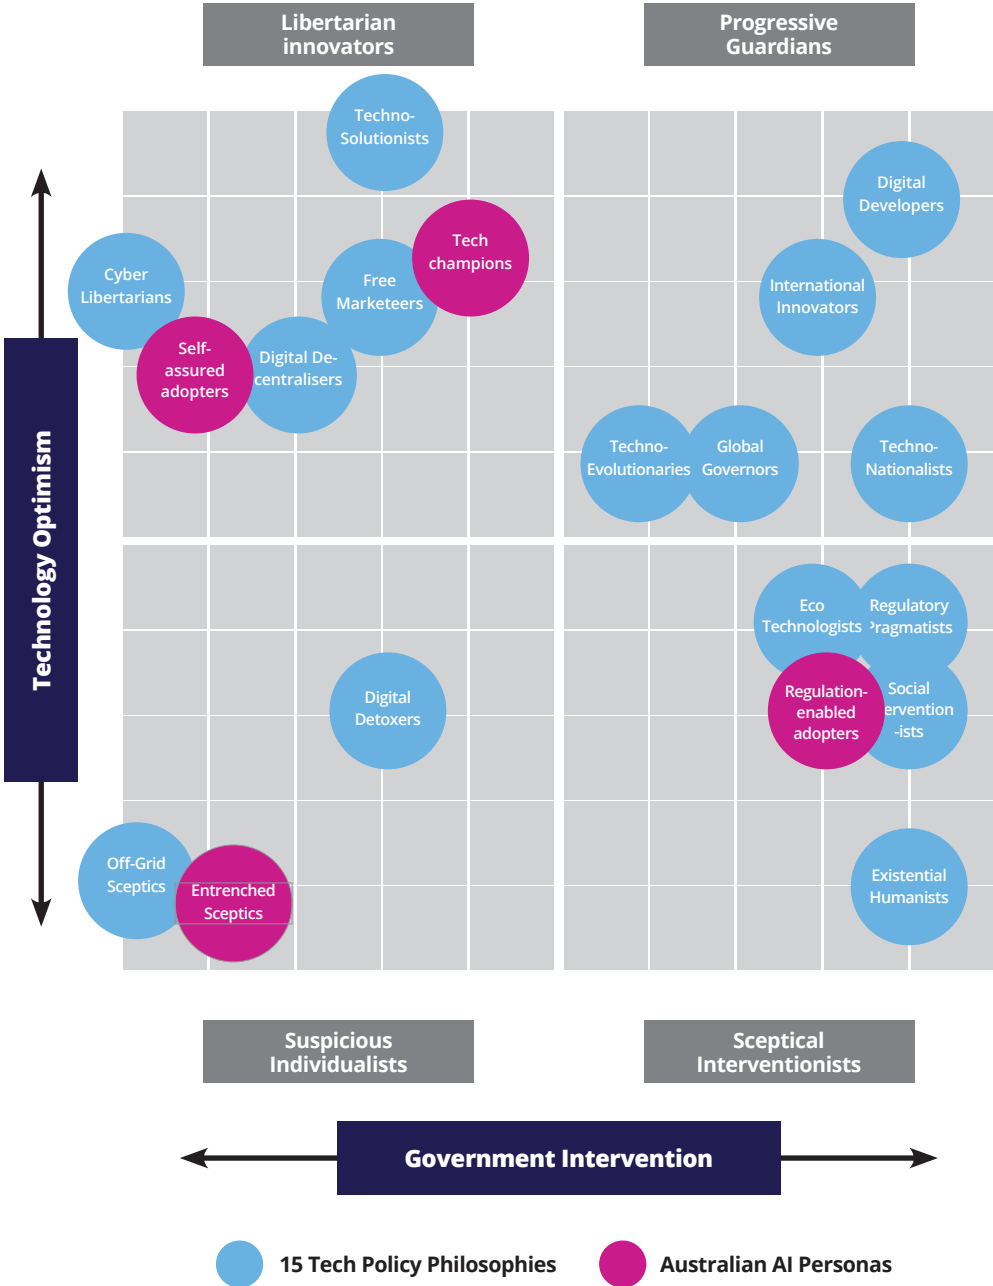 Libertarian
innovators
Progressive
Guardians
Techno-
Solutionists
Digital
Developers
Tech
champions
Cyber
Libertarians
Free
Marketeers
International
Innovators
Self-
assured
adopters
Digital De-
centralisers
Techno-
Evolutionaries
Global
Governors
Techno-
Nationalists
Technology Optimism
Eco
Technologists
Regulatory
Pragmatists
Digital
Detoxers
Regulation-
enabled
adopters
Social
ervention
-ists
Off-Grid
Sceptics
Entrenched
Sceptics
Existential
Humanists
Suspicious
Individualists
Sceptical
Interventionists
Government Intervention
15 Tech Policy Philosophies
Australian AI Personas